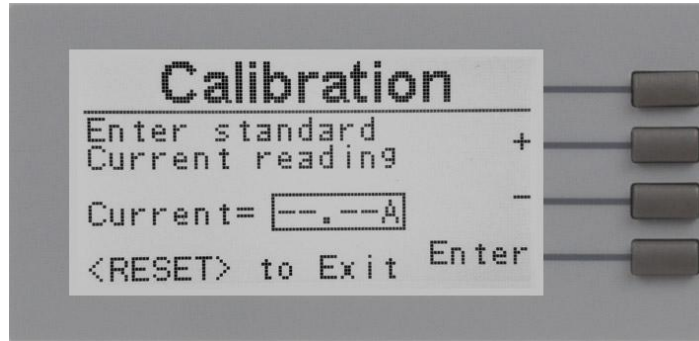 Calibration
Enter standard
Current reading
+
Current= --.--A
-
<RESET> to Exit
Enter